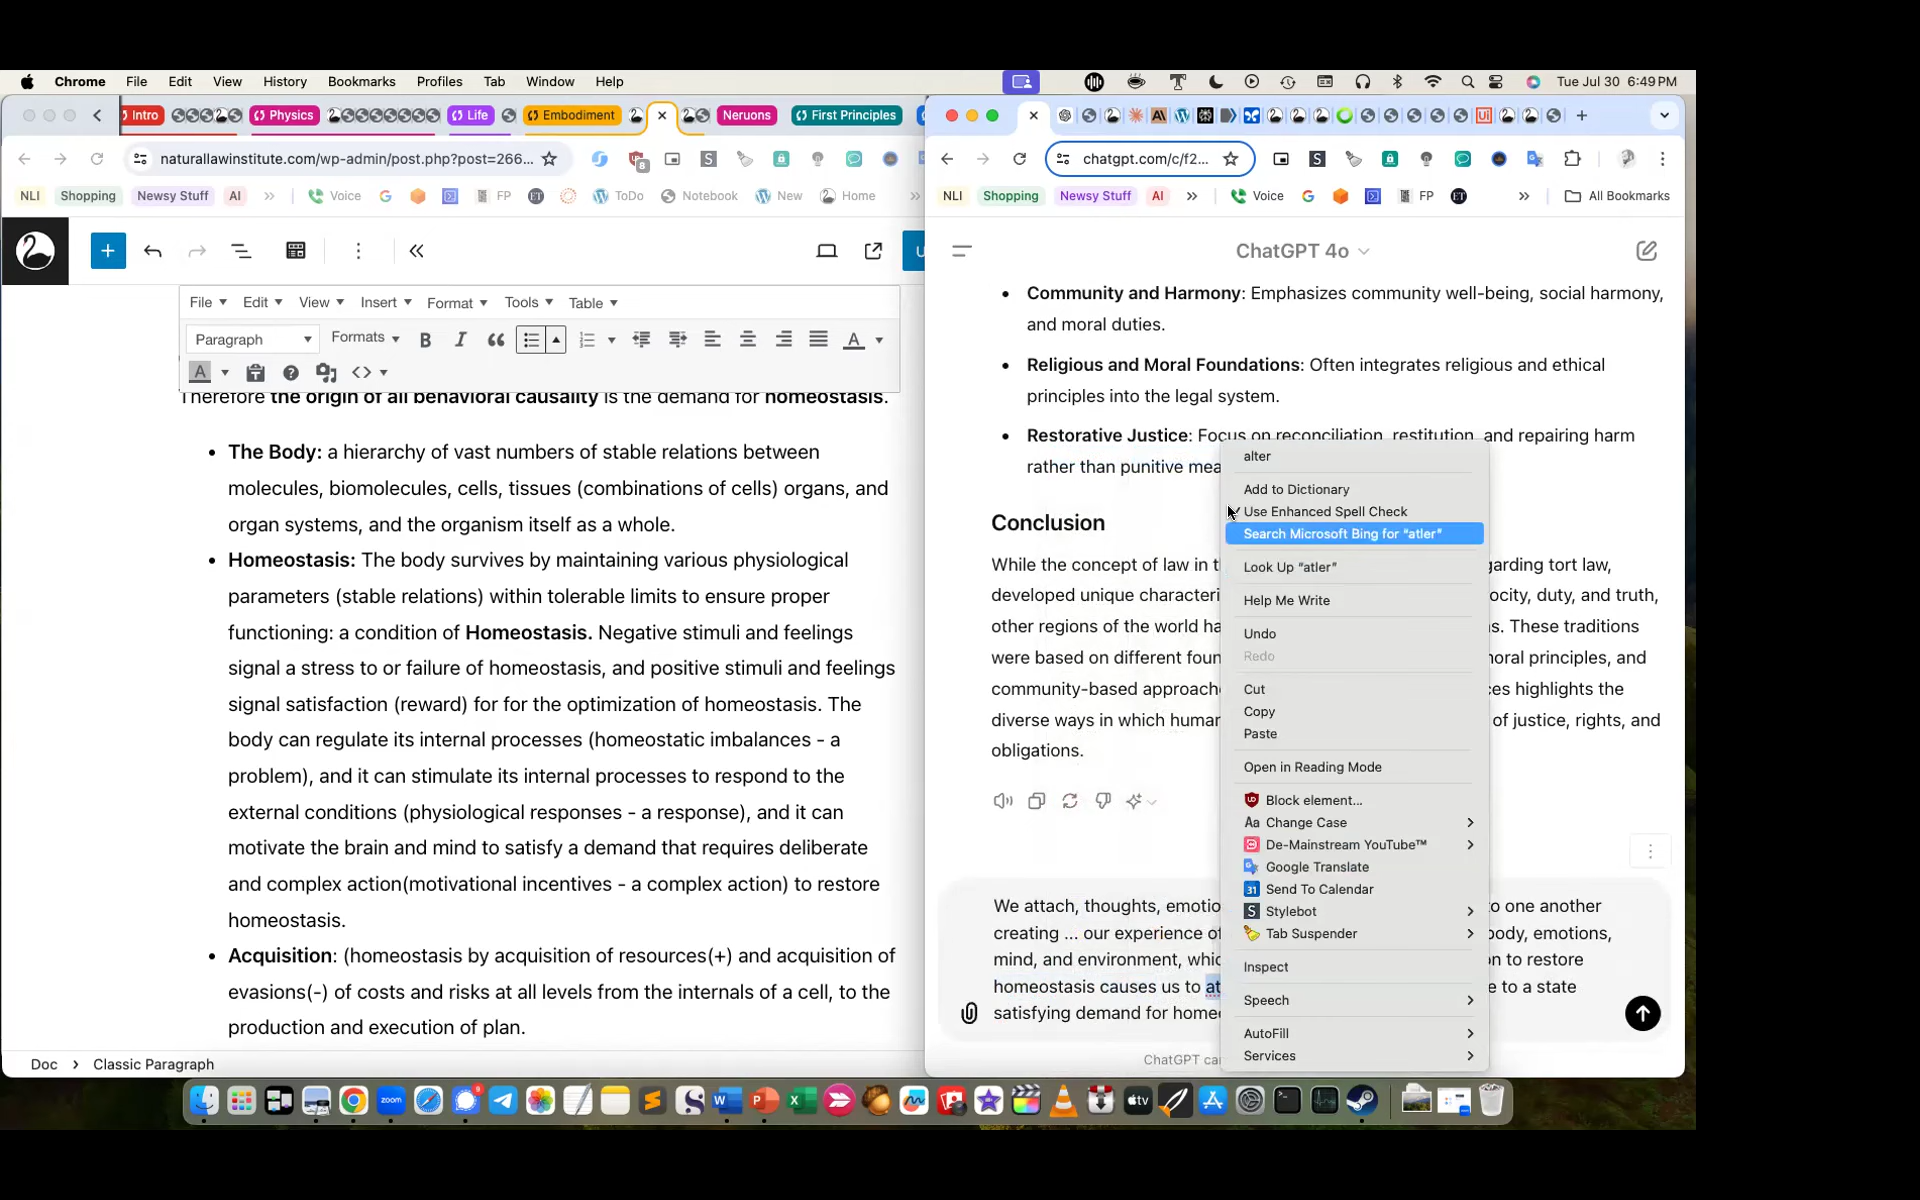 Chrome File Edit View History Bookmarks Profiles Tab Window Help
Tue Jul 30 6:49 PM
Intro Physics Life Embodiment Neruons First Principles
naturallawinstitute.com/wp-admin/post.php?post=266...
NLI Shopping Newsy Stuff AI Voice FP ToDo Notebook New Home
File Edit View Insert Format Tools Table
Paragraph Formats
Therefore the origin of all behavioral causality is the demand for homeostasis.
• The Body: a hierarchy of vast numbers of stable relations between
molecules, biomolecules, cells, tissues (combinations of cells) organs, and
organ systems, and the organism itself as a whole.
• Homeostasis: The body survives by maintaining various physiological
parameters (stable relations) within tolerable limits to ensure proper
functioning: a condition of Homeostasis. Negative stimuli and feelings
signal a stress to or failure of homeostasis, and positive stimuli and feelings
signal satisfaction (reward) for for the optimization of homeostasis. The
body can regulate its internal processes (homeostatic imbalances - a
problem), and it can stimulate its internal processes to respond to the
external conditions (physiological responses - a response), and it can
motivate the brain and mind to satisfy a demand that requires deliberate
and complex action(motivational incentives - a complex action) to restore
homeostasis.
• Acquisition: (homeostasis by acquisition of resources(+) and acquisition of
evasions(-) of costs and risks at all levels from the internals of a cell, to the
production and execution of plan.
Doc › Classic Paragraph
chatgpt.com/c/f2...
NLI Shopping Newsy Stuff AI Voice FP All Bookmarks
ChatGPT 4o
• Community and Harmony: Emphasizes community well-being, social harmony,
and moral duties.
• Religious and Moral Foundations: Often integrates religious and ethical
principles into the legal system.
• Restorative Justice: Focus on reconciliation, restitution, and repairing harm
rather than punitive mea
Conclusion
While the concept of law in garding tort law,
developed unique characteri ocity, duty, and truth,
other regions of the world ha s. These traditions
were based on different foun moral principles, and
community-based approache ces highlights the
diverse ways in which human of justice, rights, and
obligations.
We attach, thoughts, emotio o one another
creating ... our experience of body, emotions,
mind, and environment, whic on to restore
homeostasis causes us to at e to a state
satisfying demand for home
ChatGPT ca
alter
Add to Dictionary
✓ Use Enhanced Spell Check
Search Microsoft Bing for “atler”
Look Up “atler”
Help Me Write
Undo
Redo
Cut
Copy
Paste
Open in Reading Mode
Block element...
Change Case
De-Mainstream YouTube™
Google Translate
Send To Calendar
Stylebot
Tab Suspender
Inspect
Speech
AutoFill
Services
zoom
tv